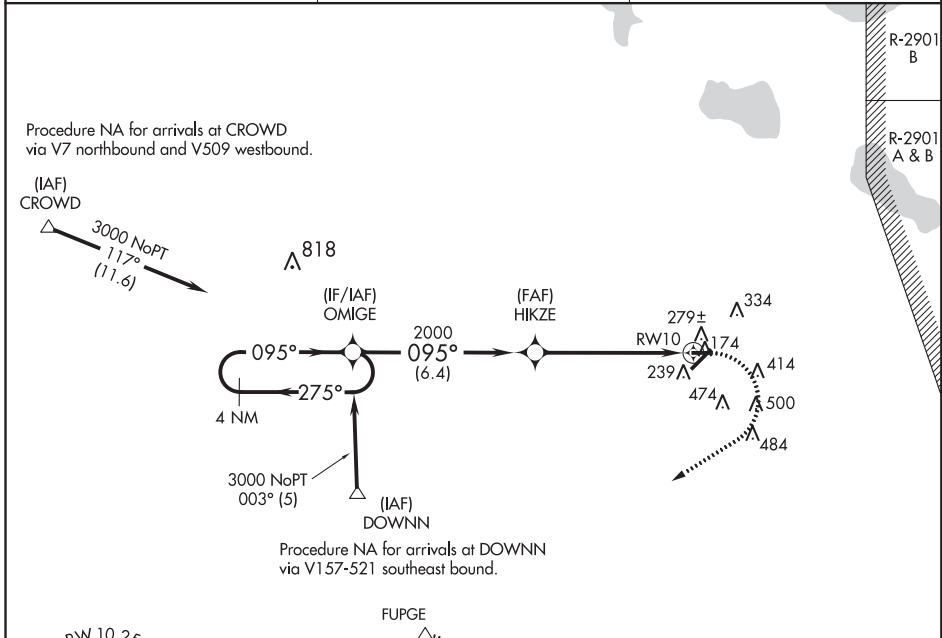 R-2901
B
R-2901
A & B
Procedure NA for arrivals at CROWD
via V7 northbound and V509 westbound.
(IAF)
CROWD
3000 NoPT
117°
(11.6)
818
(IF/IAF)
OMIGE
2000
095°
(6.4)
(FAF)
HIKZE
334
279±
RW10
174
239
414
474
500
484
095°
275°
4 NM
3000 NoPT
003° (5)
(IAF)
DOWNN
Procedure NA for arrivals at DOWNN
via V157-521 southeast bound.
FUPGE
RW 10 25